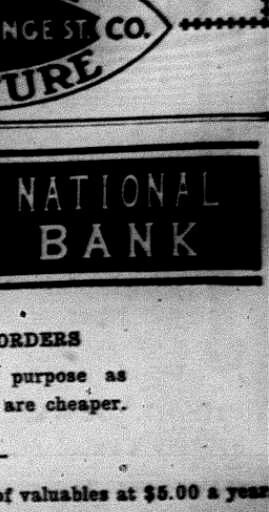 NGE ST. CO.
URE
NATIONAL
BANK
ORDERS
purpose as
are cheaper.
of valuables at $5.00 a year